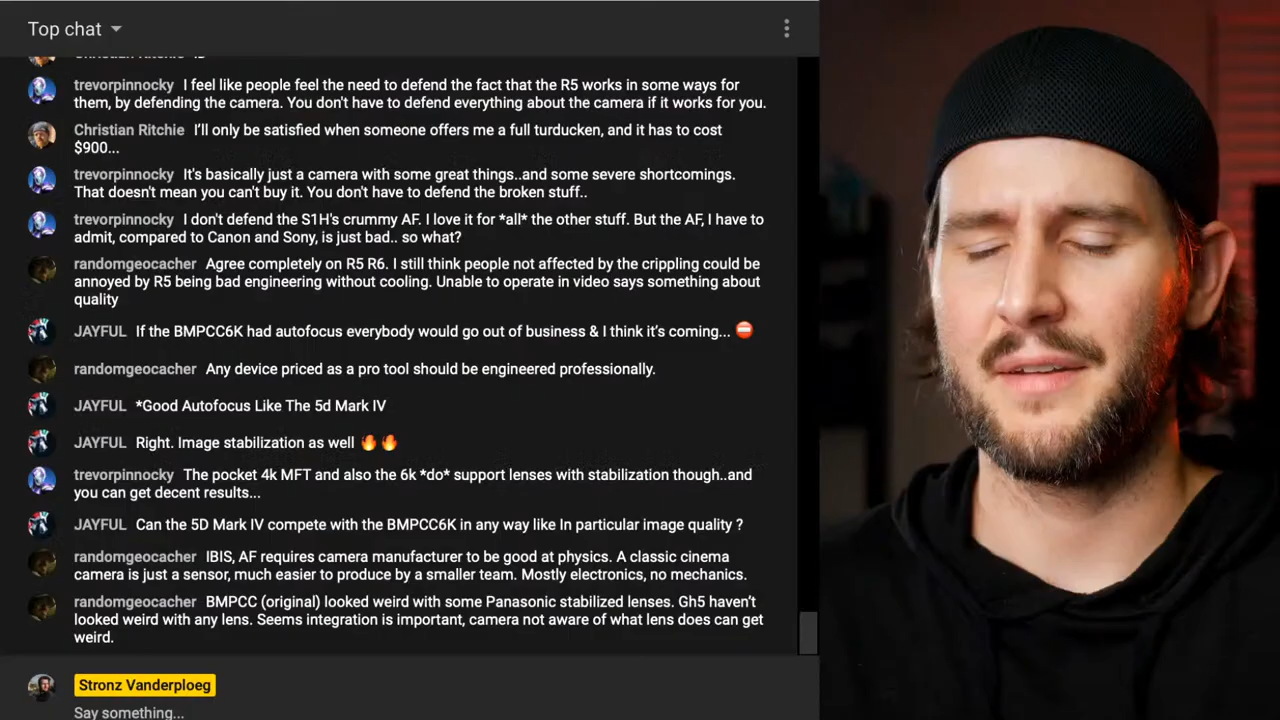 Top chat
trevorpinnocky I feel like people feel the need to defend the fact that the R5 works in some ways for
them, by defending the camera. You don't have to defend everything about the camera if it works for you.
Christian Ritchie I'll only be satisfied when someone offers me a full turducken, and it has to cost
$900...
trevorpinnocky It's basically just a camera with some great things..and some severe shortcomings.
That doesn't mean you can't buy it. You don't have to defend the broken stuff..
trevorpinnocky I don't defend the S1H's crummy AF. I love it for *all* the other stuff. But the AF, I have to
admit, compared to Canon and Sony, is just bad.. so what?
randomgeocacher Agree completely on R5 R6. I still think people not affected by the crippling could be
annoyed by R5 being bad engineering without cooling. Unable to operate in video says something about
quality
JAYFUL If the BMPCC6K had autofocus everybody would go out of business & I think it's coming... ⛔
randomgeocacher Any device priced as a pro tool should be engineered professionally.
JAYFUL *Good Autofocus Like The 5d Mark IV
JAYFUL Right. Image stabilization as well 🔥🔥
trevorpinnocky The pocket 4k MFT and also the 6k *do* support lenses with stabilization though..and
you can get decent results...
JAYFUL Can the 5D Mark IV compete with the BMPCC6K in any way like In particular image quality ?
randomgeocacher IBIS, AF requires camera manufacturer to be good at physics. A classic cinema
camera is just a sensor, much easier to produce by a smaller team. Mostly electronics, no mechanics.
randomgeocacher BMPCC (original) looked weird with some Panasonic stabilized lenses. Gh5 haven't
looked weird with any lens. Seems integration is important, camera not aware of what lens does can get
weird.
Stronz Vanderploeg
Say something...